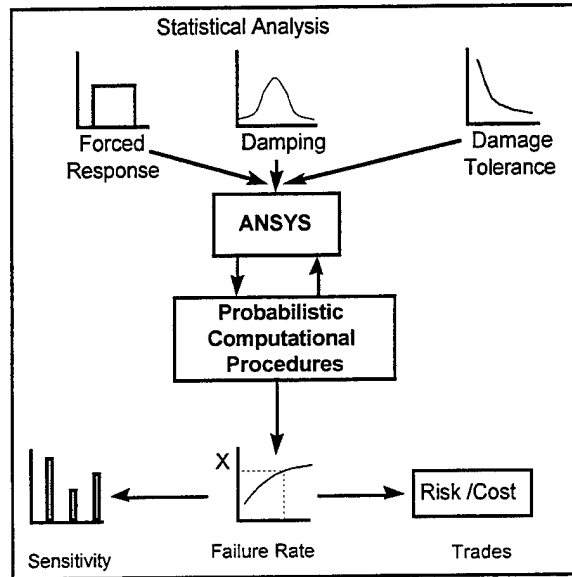 Statistical Analysis
Forced
Response
Damping
Damage
Tolerance
ANSYS
Probabilistic
Computational
Procedures
X
Risk /Cost
Sensitivity
Failure Rate
Trades